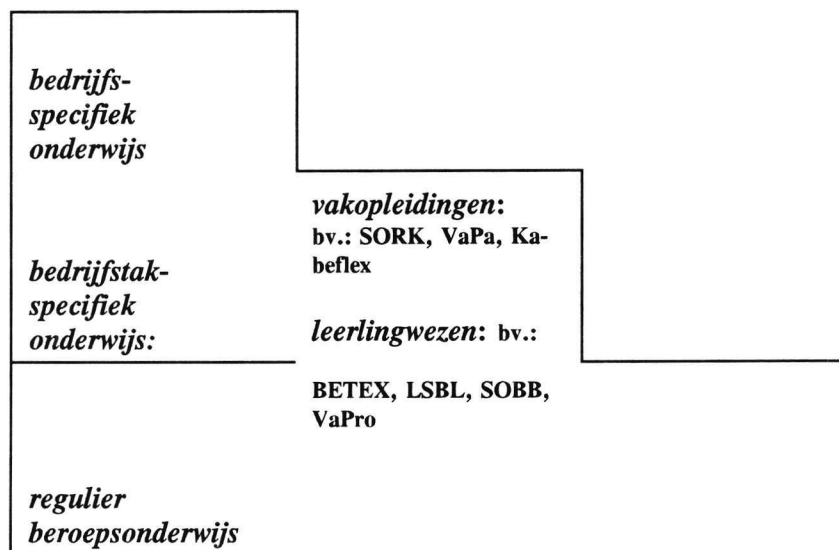 bedrijfs-
specifiek
onderwijs
vakopleidingen:
bv.: SORK, VaPa, Ka-
beflex
bedrijfstak-
specifiek
onderwijs:
leerlingwezen: bv.:
BETEX, LSBL, SOBB,
VaPro
regulier
beroepsonderwijs